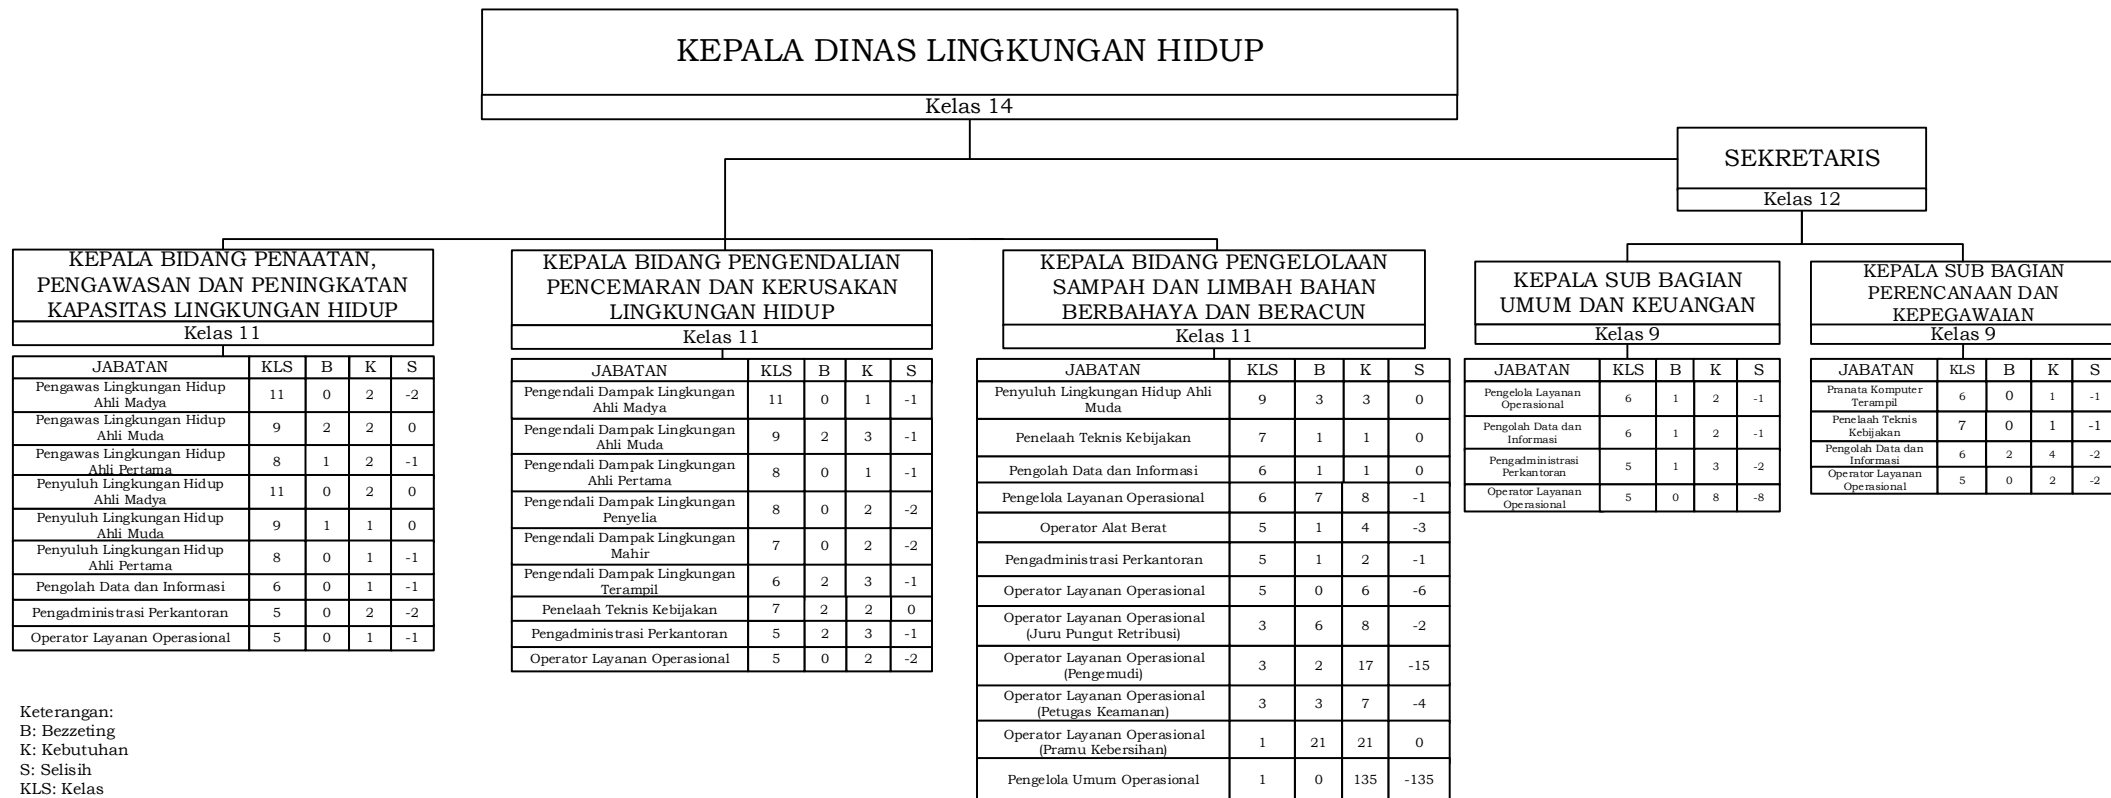 KEPALA DINAS LINGKUNGAN HIDUP
Kelas 14
SEKRETARIS
Kelas 12
KEPALA BIDANG PENAATAN,
PENGAWASAN DAN PENINGKATAN
KAPASITAS LINGKUNGAN HIDUP
Kelas 11
JABATAN KLS B K S
Pengawas Lingkungan Hidup
Ahli Madya 11 0 2 -2
Pengawas Lingkungan Hidup
Ahli Muda 9 2 2 0
Pengawas Lingkungan Hidup
Ahli Pertama 8 1 2 -1
Penyuluh Lingkungan Hidup
Ahli Madya 11 0 2 0
Penyuluh Lingkungan Hidup
Ahli Muda 9 1 1 0
Penyuluh Lingkungan Hidup
Ahli Pertama 8 0 1 -1
Pengolah Data dan Informasi 6 0 1 -1
Pengadministrasi Perkantoran 5 0 2 -2
Operator Layanan Operasional 5 0 1 -1
KEPALA BIDANG PENGENDALIAN
PENCEMARAN DAN KERUSAKAN
LINGKUNGAN HIDUP
Kelas 11
JABATAN KLS B K S
Pengendali Dampak Lingkungan
Ahli Madya 11 0 1 -1
Pengendali Dampak Lingkungan
Ahli Muda 9 2 3 -1
Pengendali Dampak Lingkungan
Ahli Pertama 8 0 1 -1
Pengendali Dampak Lingkungan
Penyelia 8 0 2 -2
Pengendali Dampak Lingkungan
Mahir 7 0 2 -2
Pengendali Dampak Lingkungan
Terampil 6 2 3 -1
Penelaah Teknis Kebijakan 7 2 2 0
Pengadministrasi Perkantoran 5 2 3 -1
Operator Layanan Operasional 5 0 2 -2
KEPALA BIDANG PENGELOLAAN
SAMPAH DAN LIMBAH BAHAN
BERBAHAYA DAN BERACUN
Kelas 11
JABATAN KLS B K S
Penyuluh Lingkungan Hidup Ahli
Muda 9 3 3 0
Penelaah Teknis Kebijakan 7 1 1 0
Pengolah Data dan Informasi 6 1 1 0
Pengelola Layanan Operasional 6 7 8 -1
Operator Alat Berat 5 1 4 -3
Pengadministrasi Perkantoran 5 1 2 -1
Operator Layanan Operasional 5 0 6 -6
Operator Layanan Operasional
(Juru Pungut Retribusi) 3 6 8 -2
Operator Layanan Operasional
(Pengemudi) 3 2 17 -15
Operator Layanan Operasional
(Petugas Keamanan) 3 3 7 -4
Operator Layanan Operasional
(Pramu Kebersihan) 1 21 21 0
Pengelola Umum Operasional 1 0 135 -135
KEPALA SUB BAGIAN
UMUM DAN KEUANGAN
Kelas 9
JABATAN KLS B K S
Pengelola Layanan
Operasional 6 1 2 -1
Pengolah Data dan
Informasi 6 1 2 -1
Pengadministrasi
Perkantoran 5 1 3 -2
Operator Layanan
Operasional 5 0 8 -8
KEPALA SUB BAGIAN
PERENCANAAN DAN
KEPEGAWAIAN
Kelas 9
JABATAN KLS B K S
Pranata Komputer
Terampil 6 0 1 -1
Penelaah Teknis
Kebijakan 7 0 1 -1
Pengolah Data dan
Informasi 6 2 4 -2
Operator Layanan
Operasional 5 0 2 -2
Keterangan:
B: Bezzeting
K: Kebutuhan
S: Selisih
KLS: Kelas